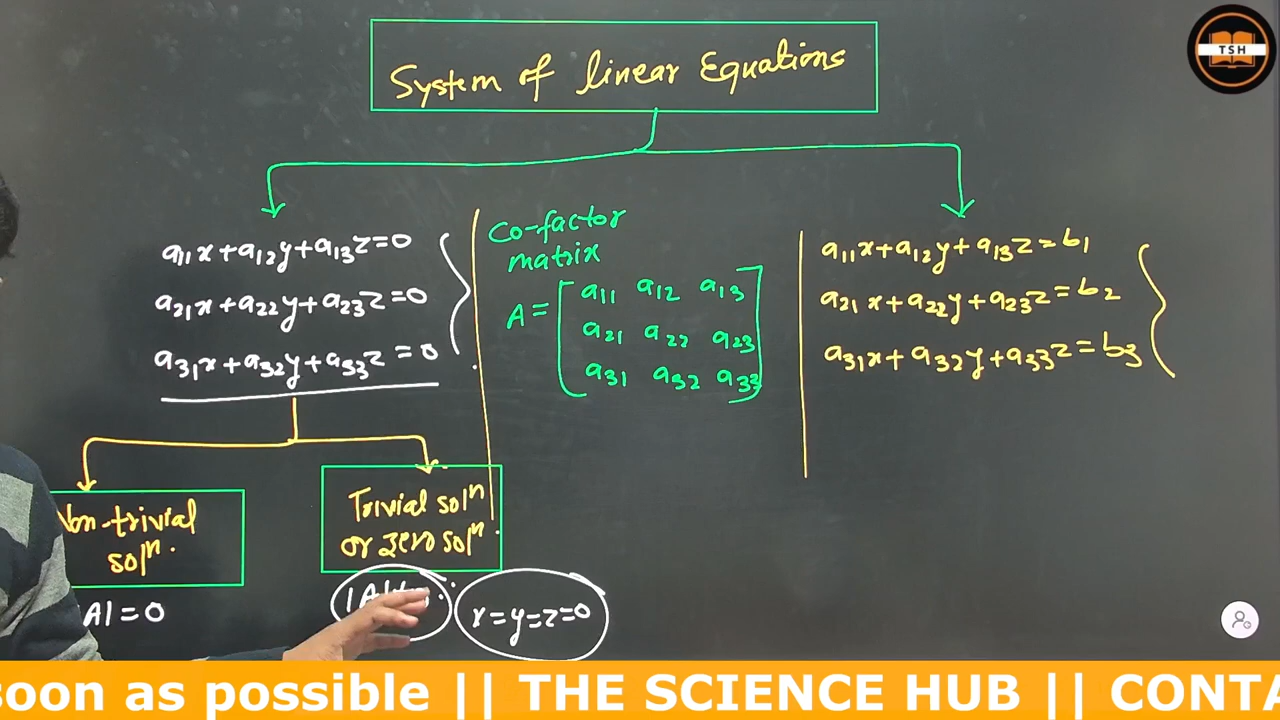 System of linear Equations
TSH
a11x+a12y+a13z=0
a21x+a22y+a23z=0
a31x+a32y+a33z=0
Co-factor
matrix
A=
a11 a12 a13
a21 a22 a23
a31 a32 a33
a11x+a12y+a13z=b1
a21x+a22y+a23z=b2
a31x+a32y+a33z=b3
Non-trivial
solⁿ.
A|=0
Trivial solⁿ
or zero solⁿ.
|A|
x=y=z=0
soon as possible || THE SCIENCE HUB || CONTA